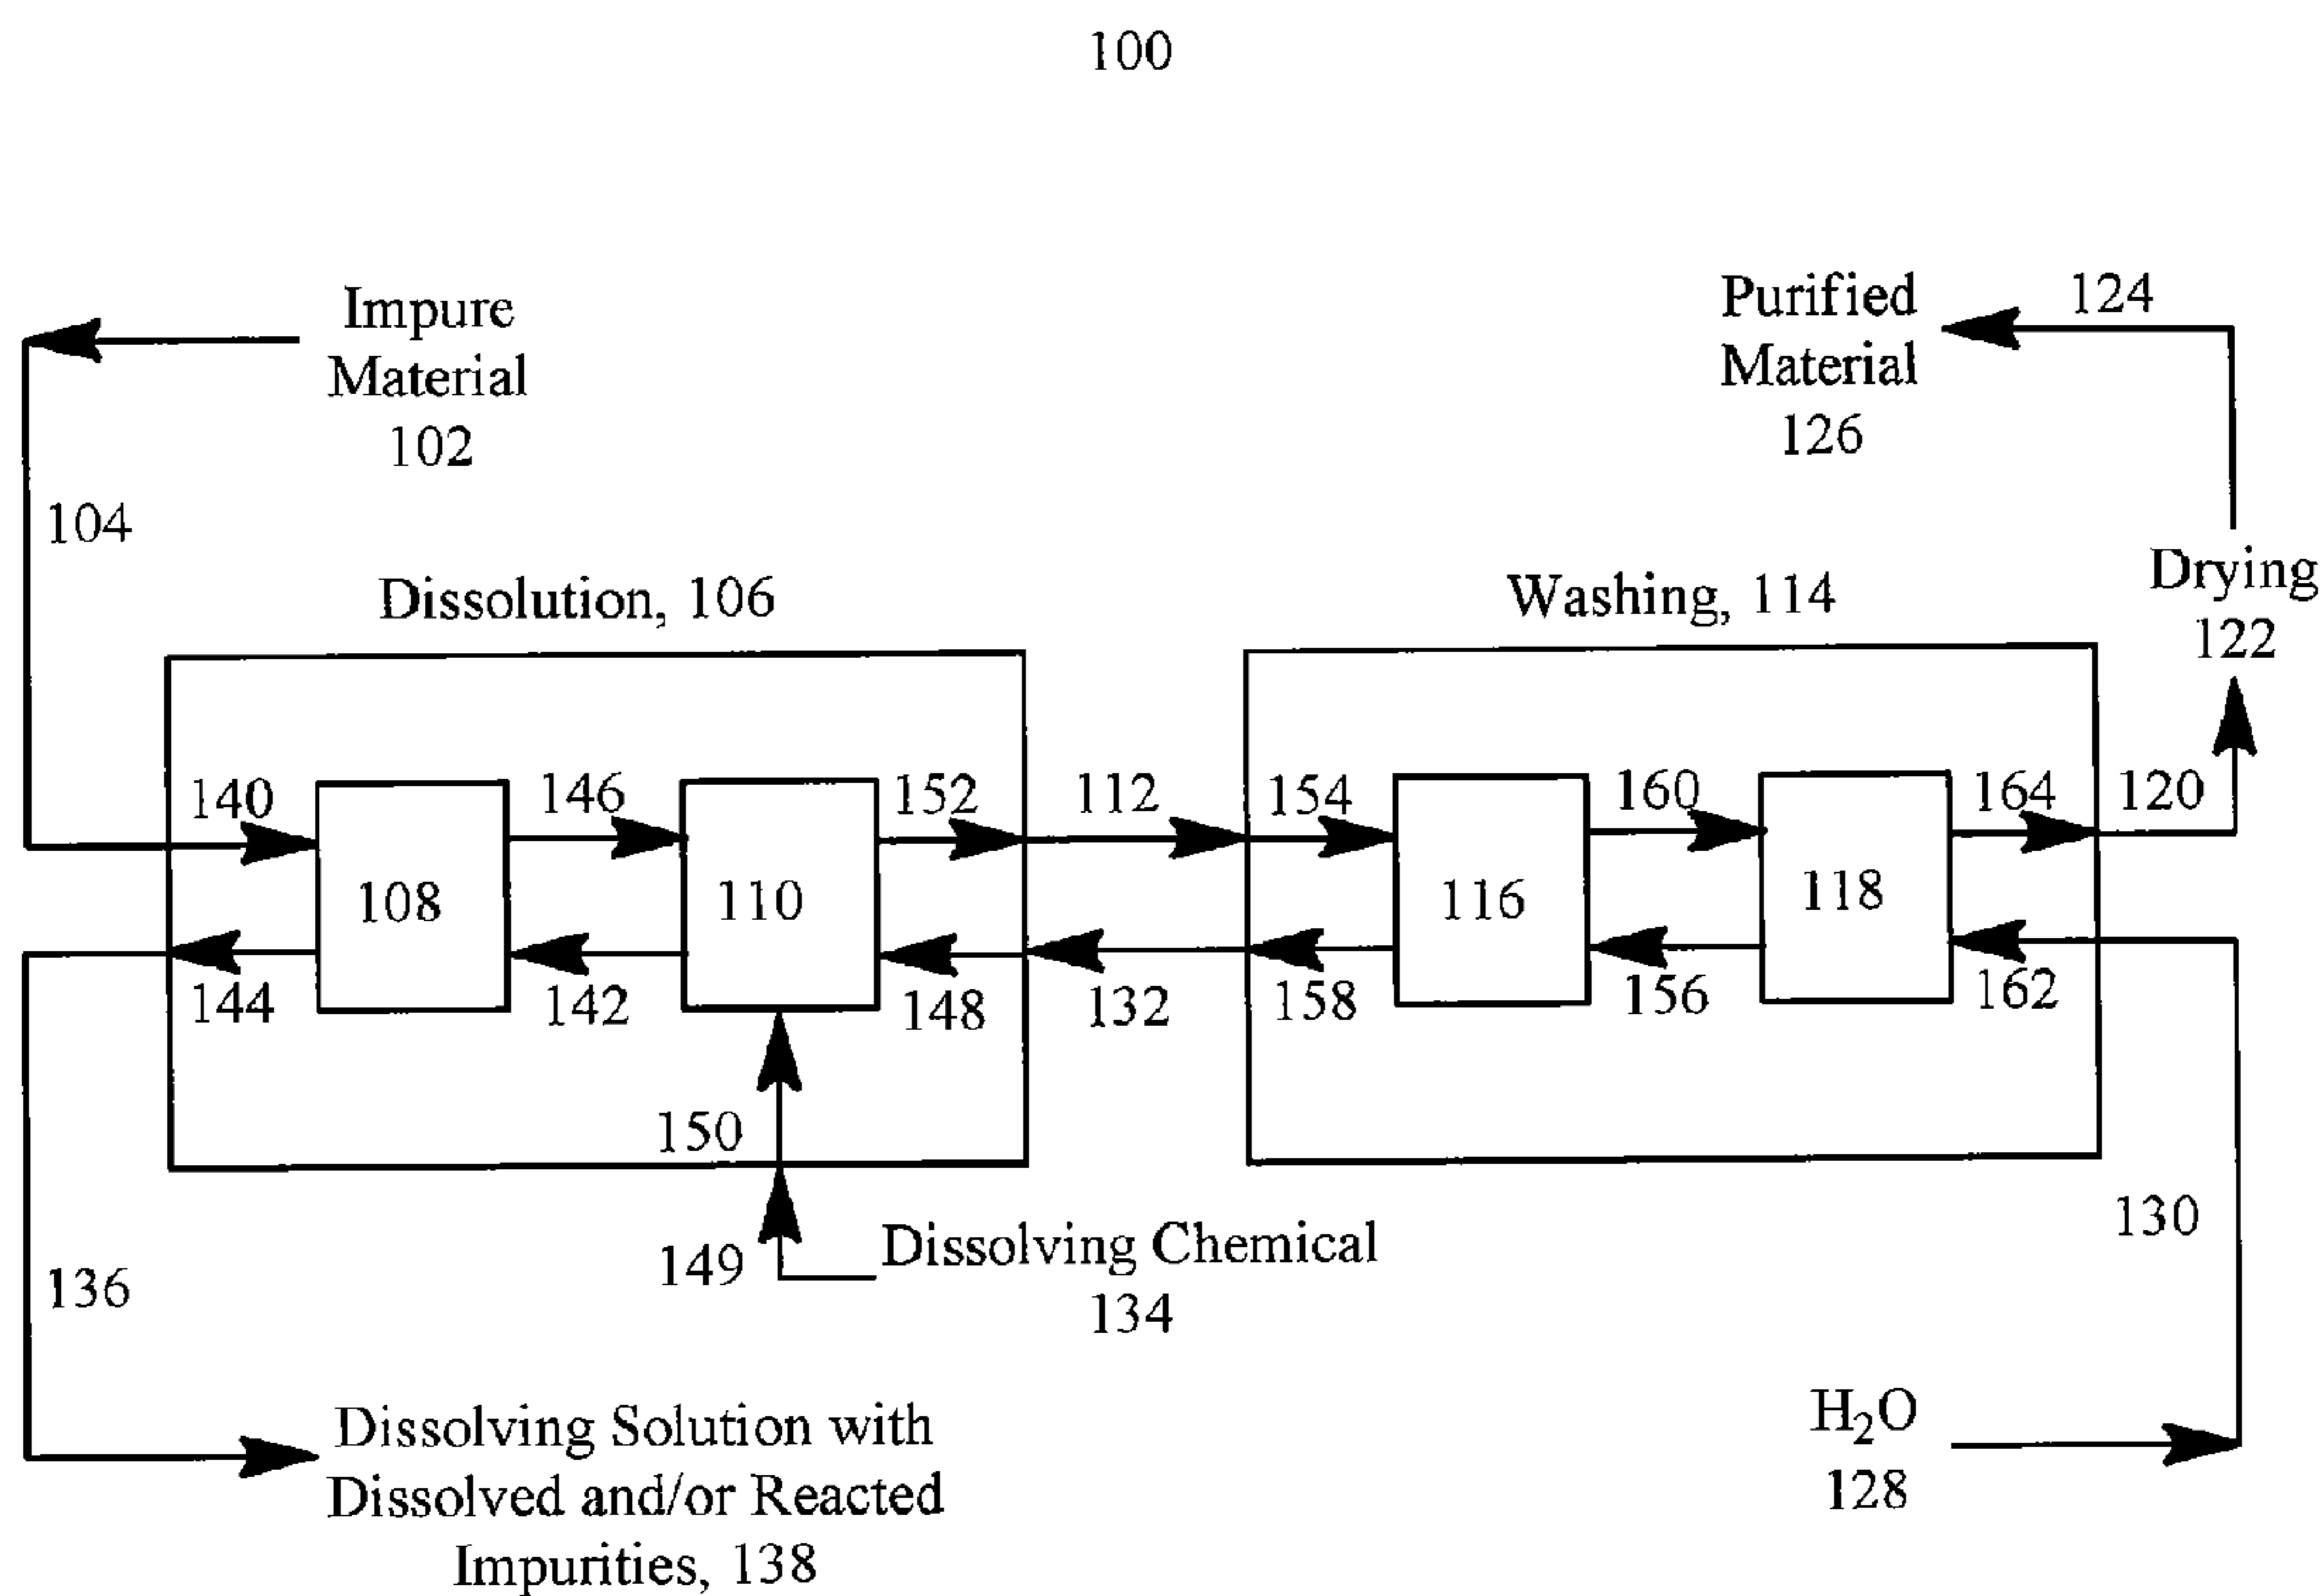 100
Impure
Material
102
Purified
Material
126
124
104
Drying
122
Dissolution, 106
Washing, 114
140
146
152
112
154
160
164
120
108
110
116
118
144
142
148
132
158
156
162
150
149
Dissolving Chemical
134
130
136
Dissolving Solution with
Dissolved and/or Reacted
Impurities, 138
H₂O
128